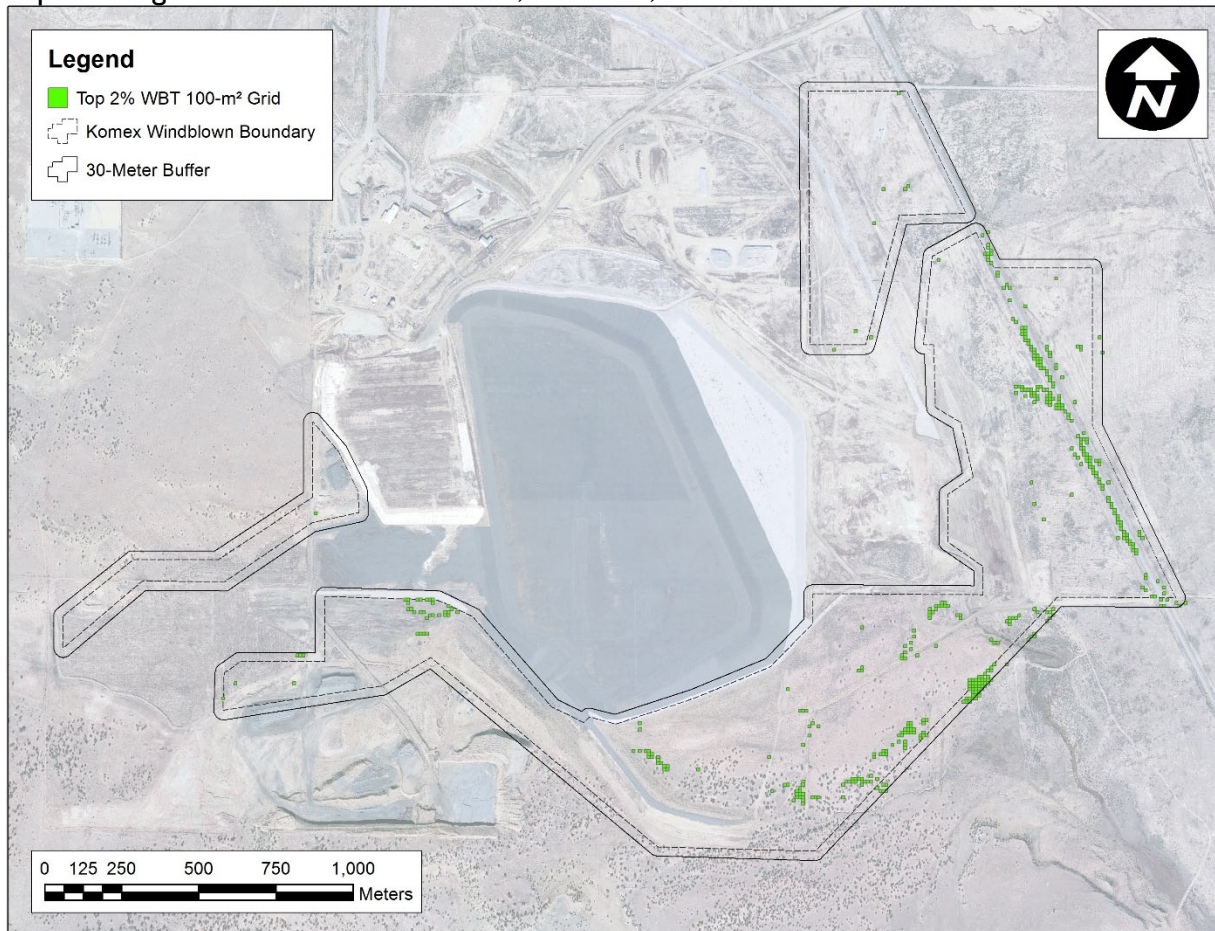 Legend
Top 2% WBT 100-m² Grid
Komex Windblown Boundary
30-Meter Buffer
N
0 125 250 500 750 1,000
Meters